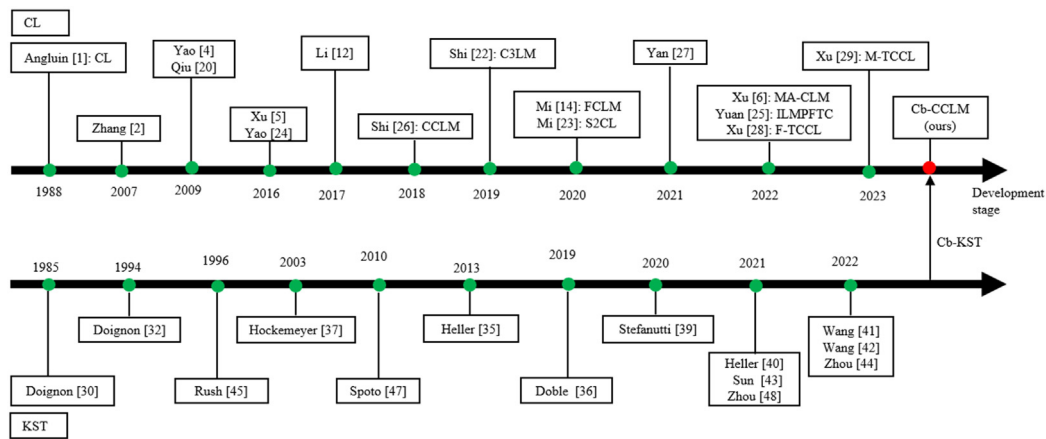 CL
Angluin [1]: CL
Zhang [2]
Yao [4]
Qiu [20]
Xu [5]
Yao [24]
Li [12]
Shi [26]: CCLM
Shi [22]: C3LM
Mi [14]: FCLM
Mi [23]: S2CL
Yan [27]
Xu [6]: MA-CLM
Yuan [25]: ILMPFTC
Xu [28]: F-TCCL
Xu [29]: M-TCCL
Cb-CCLM
(ours)
1988
2007
2009
2016
2017
2018
2019
2020
2021
2022
2023
Development
stage
Cb-KST
1985
1994
1996
2003
2010
2013
2019
2020
2021
2022
Doignon [30]
Doignon [32]
Rush [45]
Hockemeyer [37]
Spoto [47]
Heller [35]
Doble [36]
Stefanutti [39]
Heller [40]
Sun [43]
Zhou [48]
Wang [41]
Wang [42]
Zhou [44]
KST